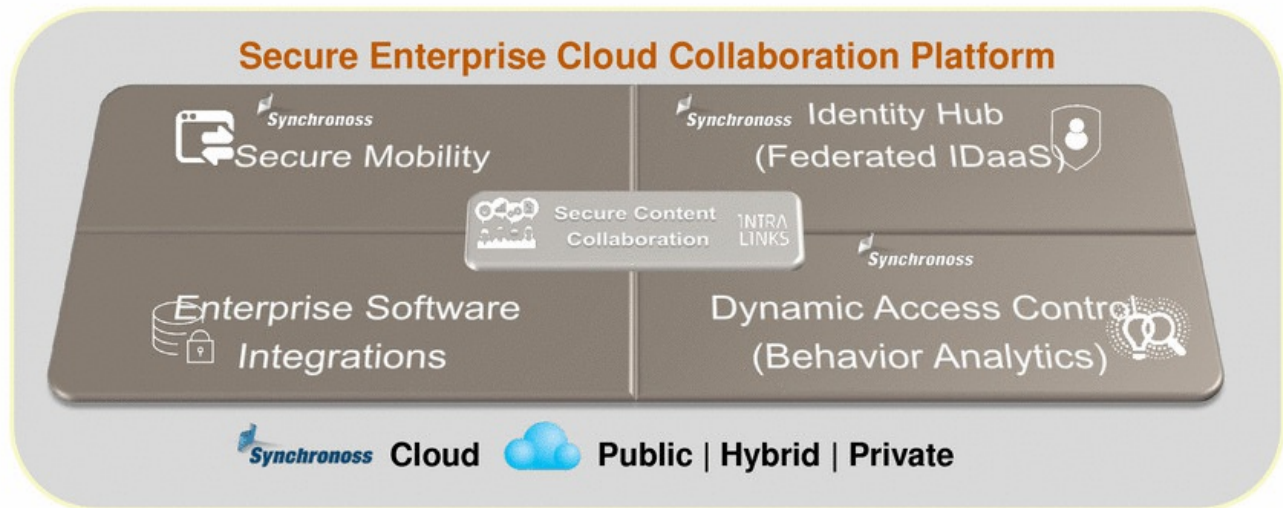 Secure Enterprise Cloud Collaboration Platform
Synchronoss
Secure Mobility
Synchronoss Identity Hub
(Federated IDaaS)
Secure Content
Collaboration
INTRA
LINKS
Synchronoss
Enterprise Software
Integrations
Dynamic Access Control
(Behavior Analytics)
Synchronoss Cloud Public | Hybrid | Private